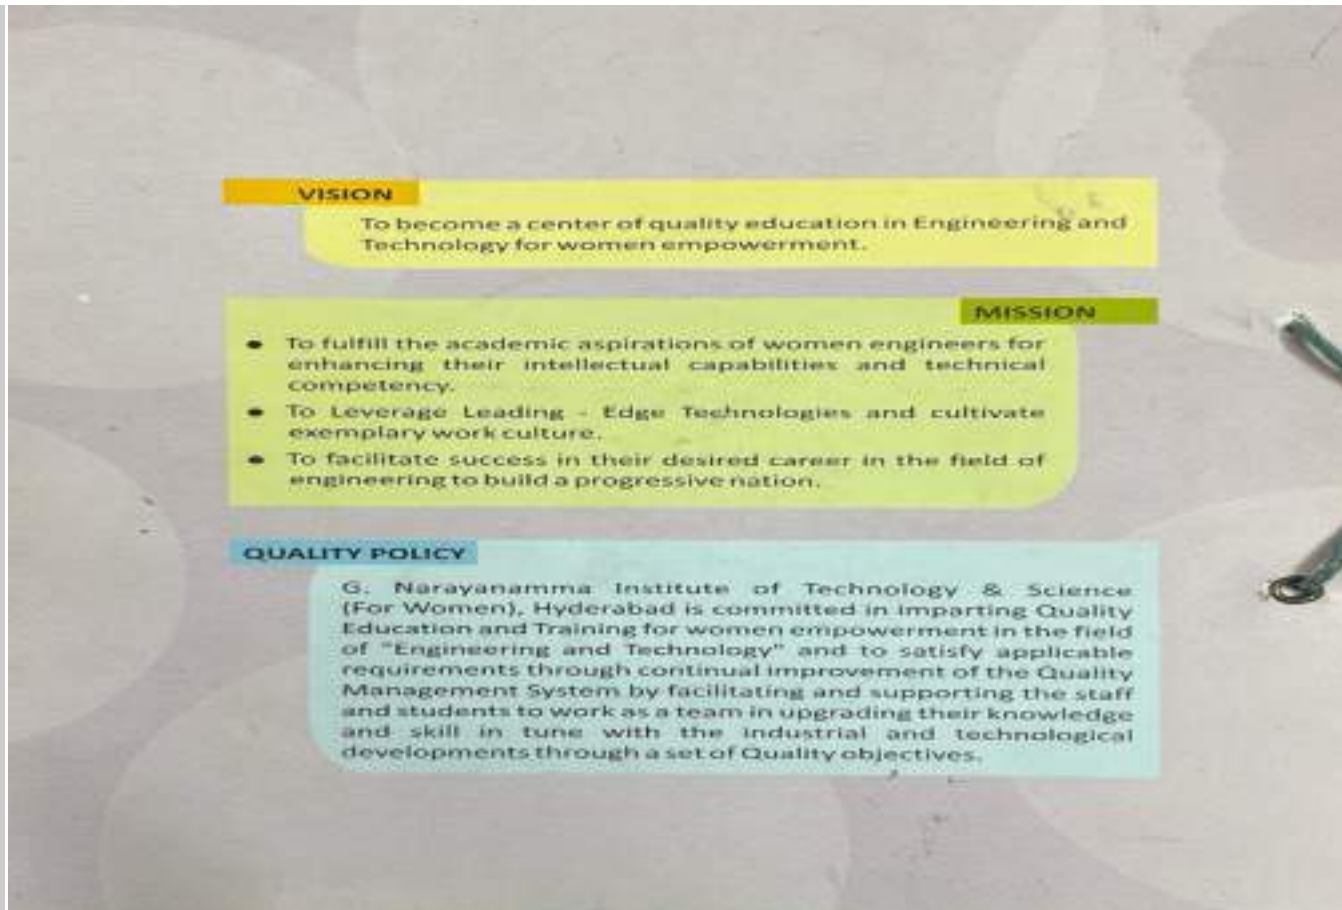 VISION
To become a center of quality education in Engineering and
Technology for women empowerment.
MISSION
• To fulfill the academic aspirations of women engineers for
enhancing their intellectual capabilities and technical
competency.
• To Leverage Leading - Edge Technologies and cultivate
exemplary work culture.
• To facilitate success in their desired career in the field of
engineering to build a progressive nation.
QUALITY POLICY
G. Narayanamma Institute of Technology & Science
(For Women), Hyderabad is committed in imparting Quality
Education and Training for women empowerment in the field
of "Engineering and Technology" and to satisfy applicable
requirements through continual improvement of the Quality
Management System by facilitating and supporting the staff
and students to work as a team in upgrading their knowledge
and skill in tune with the industrial and technological
developments through a set of Quality objectives.